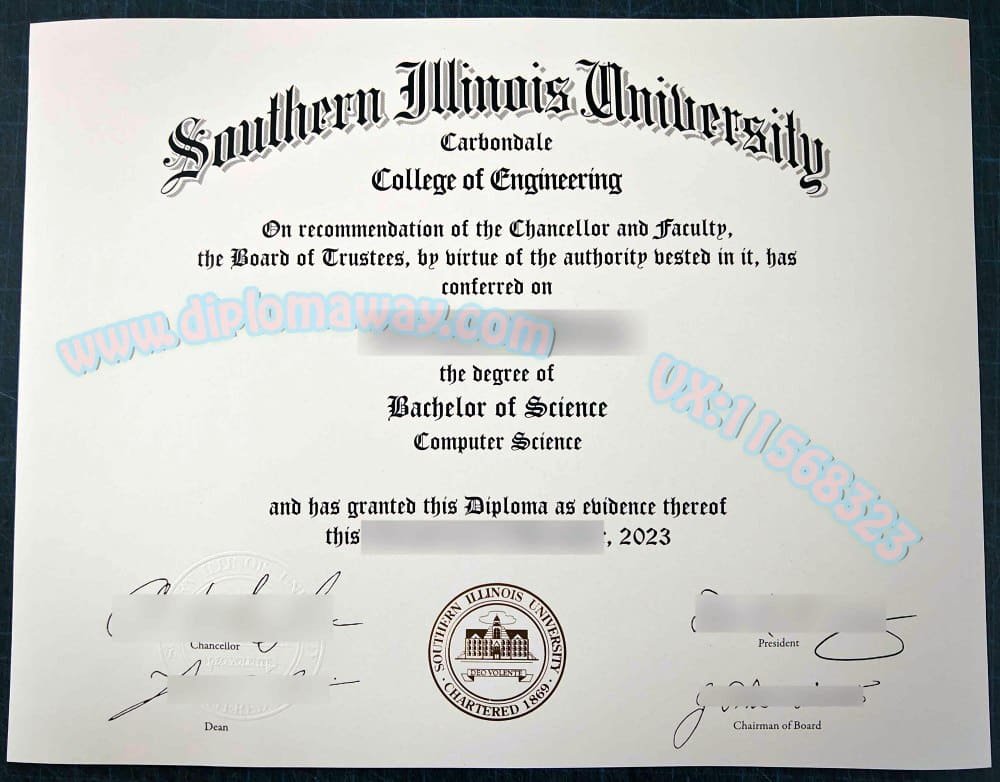 Southern Illinois University
Carbondale
College of Engineering
On recommendation of the Chancellor and Faculty,
the Board of Trustees, by virtue of the authority vested in it, has
conferred on
www.diplomaway.com
the degree of
Bachelor of Science
Computer Science
VX:11568323
and has granted this Diploma as evidence thereof
this , 2023
Chancellor
Dean
SOUTHERN ILLINOIS UNIVERSITY
DEO VOLENTE
CHARTERED 1869
President
Chairman of Board